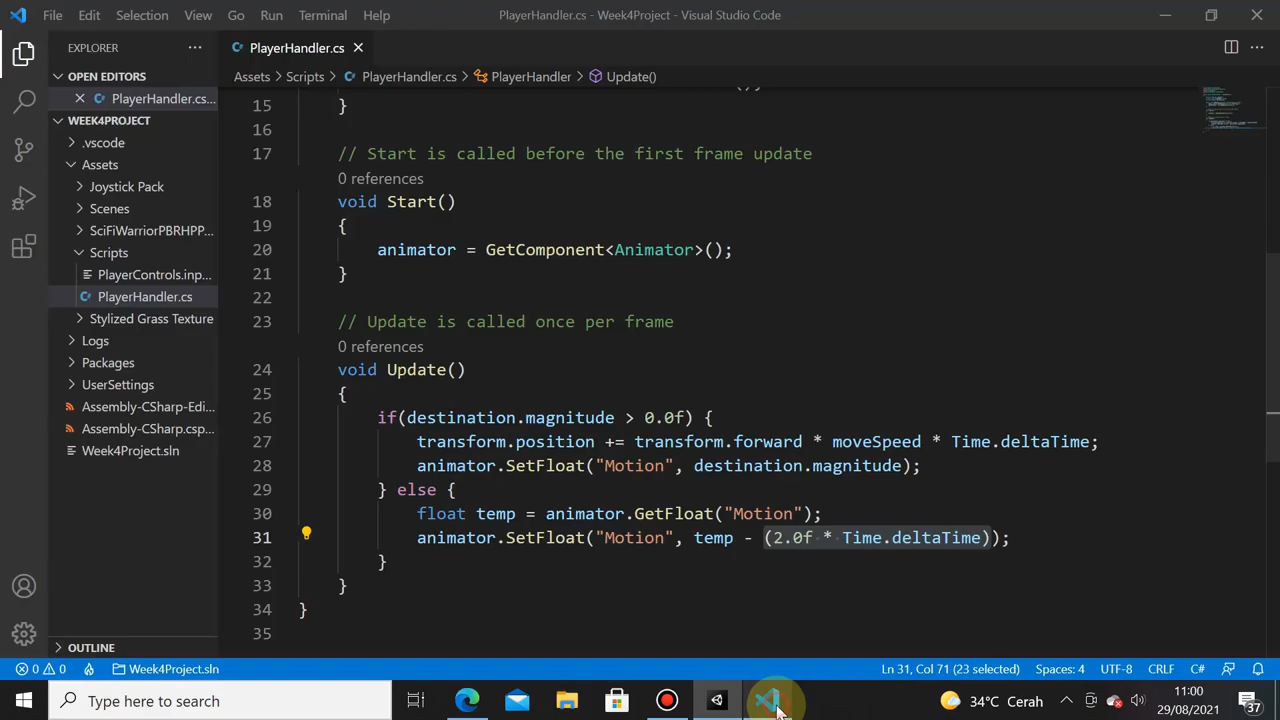 File Edit Selection View Go Run Terminal Help
PlayerHandler.cs - Week4Project - Visual Studio Code
EXPLORER
OPEN EDITORS
PlayerHandler.cs...
WEEK4PROJECT
.vscode
Assets
Joystick Pack
Scenes
SciFiWarriorPBRHPP...
Scripts
PlayerControls.inp...
PlayerHandler.cs
Stylized Grass Texture
Logs
Packages
UserSettings
Assembly-CSharp-Edi...
Assembly-CSharp.csp...
Week4Project.sln
OUTLINE
PlayerHandler.cs
Assets > Scripts > PlayerHandler.cs > PlayerHandler > Update()
15 }
16
17 // Start is called before the first frame update
0 references
18 void Start()
19 {
20 animator = GetComponent<Animator>();
21 }
22
23 // Update is called once per frame
0 references
24 void Update()
25 {
26 if(destination.magnitude > 0.0f) {
27 transform.position += transform.forward * moveSpeed * Time.deltaTime;
28 animator.SetFloat("Motion", destination.magnitude);
29 } else {
30 float temp = animator.GetFloat("Motion");
31 animator.SetFloat("Motion", temp - (2.0f * Time.deltaTime));
32 }
33 }
34 }
35
0 0 Week4Project.sln
Ln 31, Col 71 (23 selected) Spaces: 4 UTF-8 CRLF C#
Type here to search
34°C Cerah
11:00
29/08/2021
37